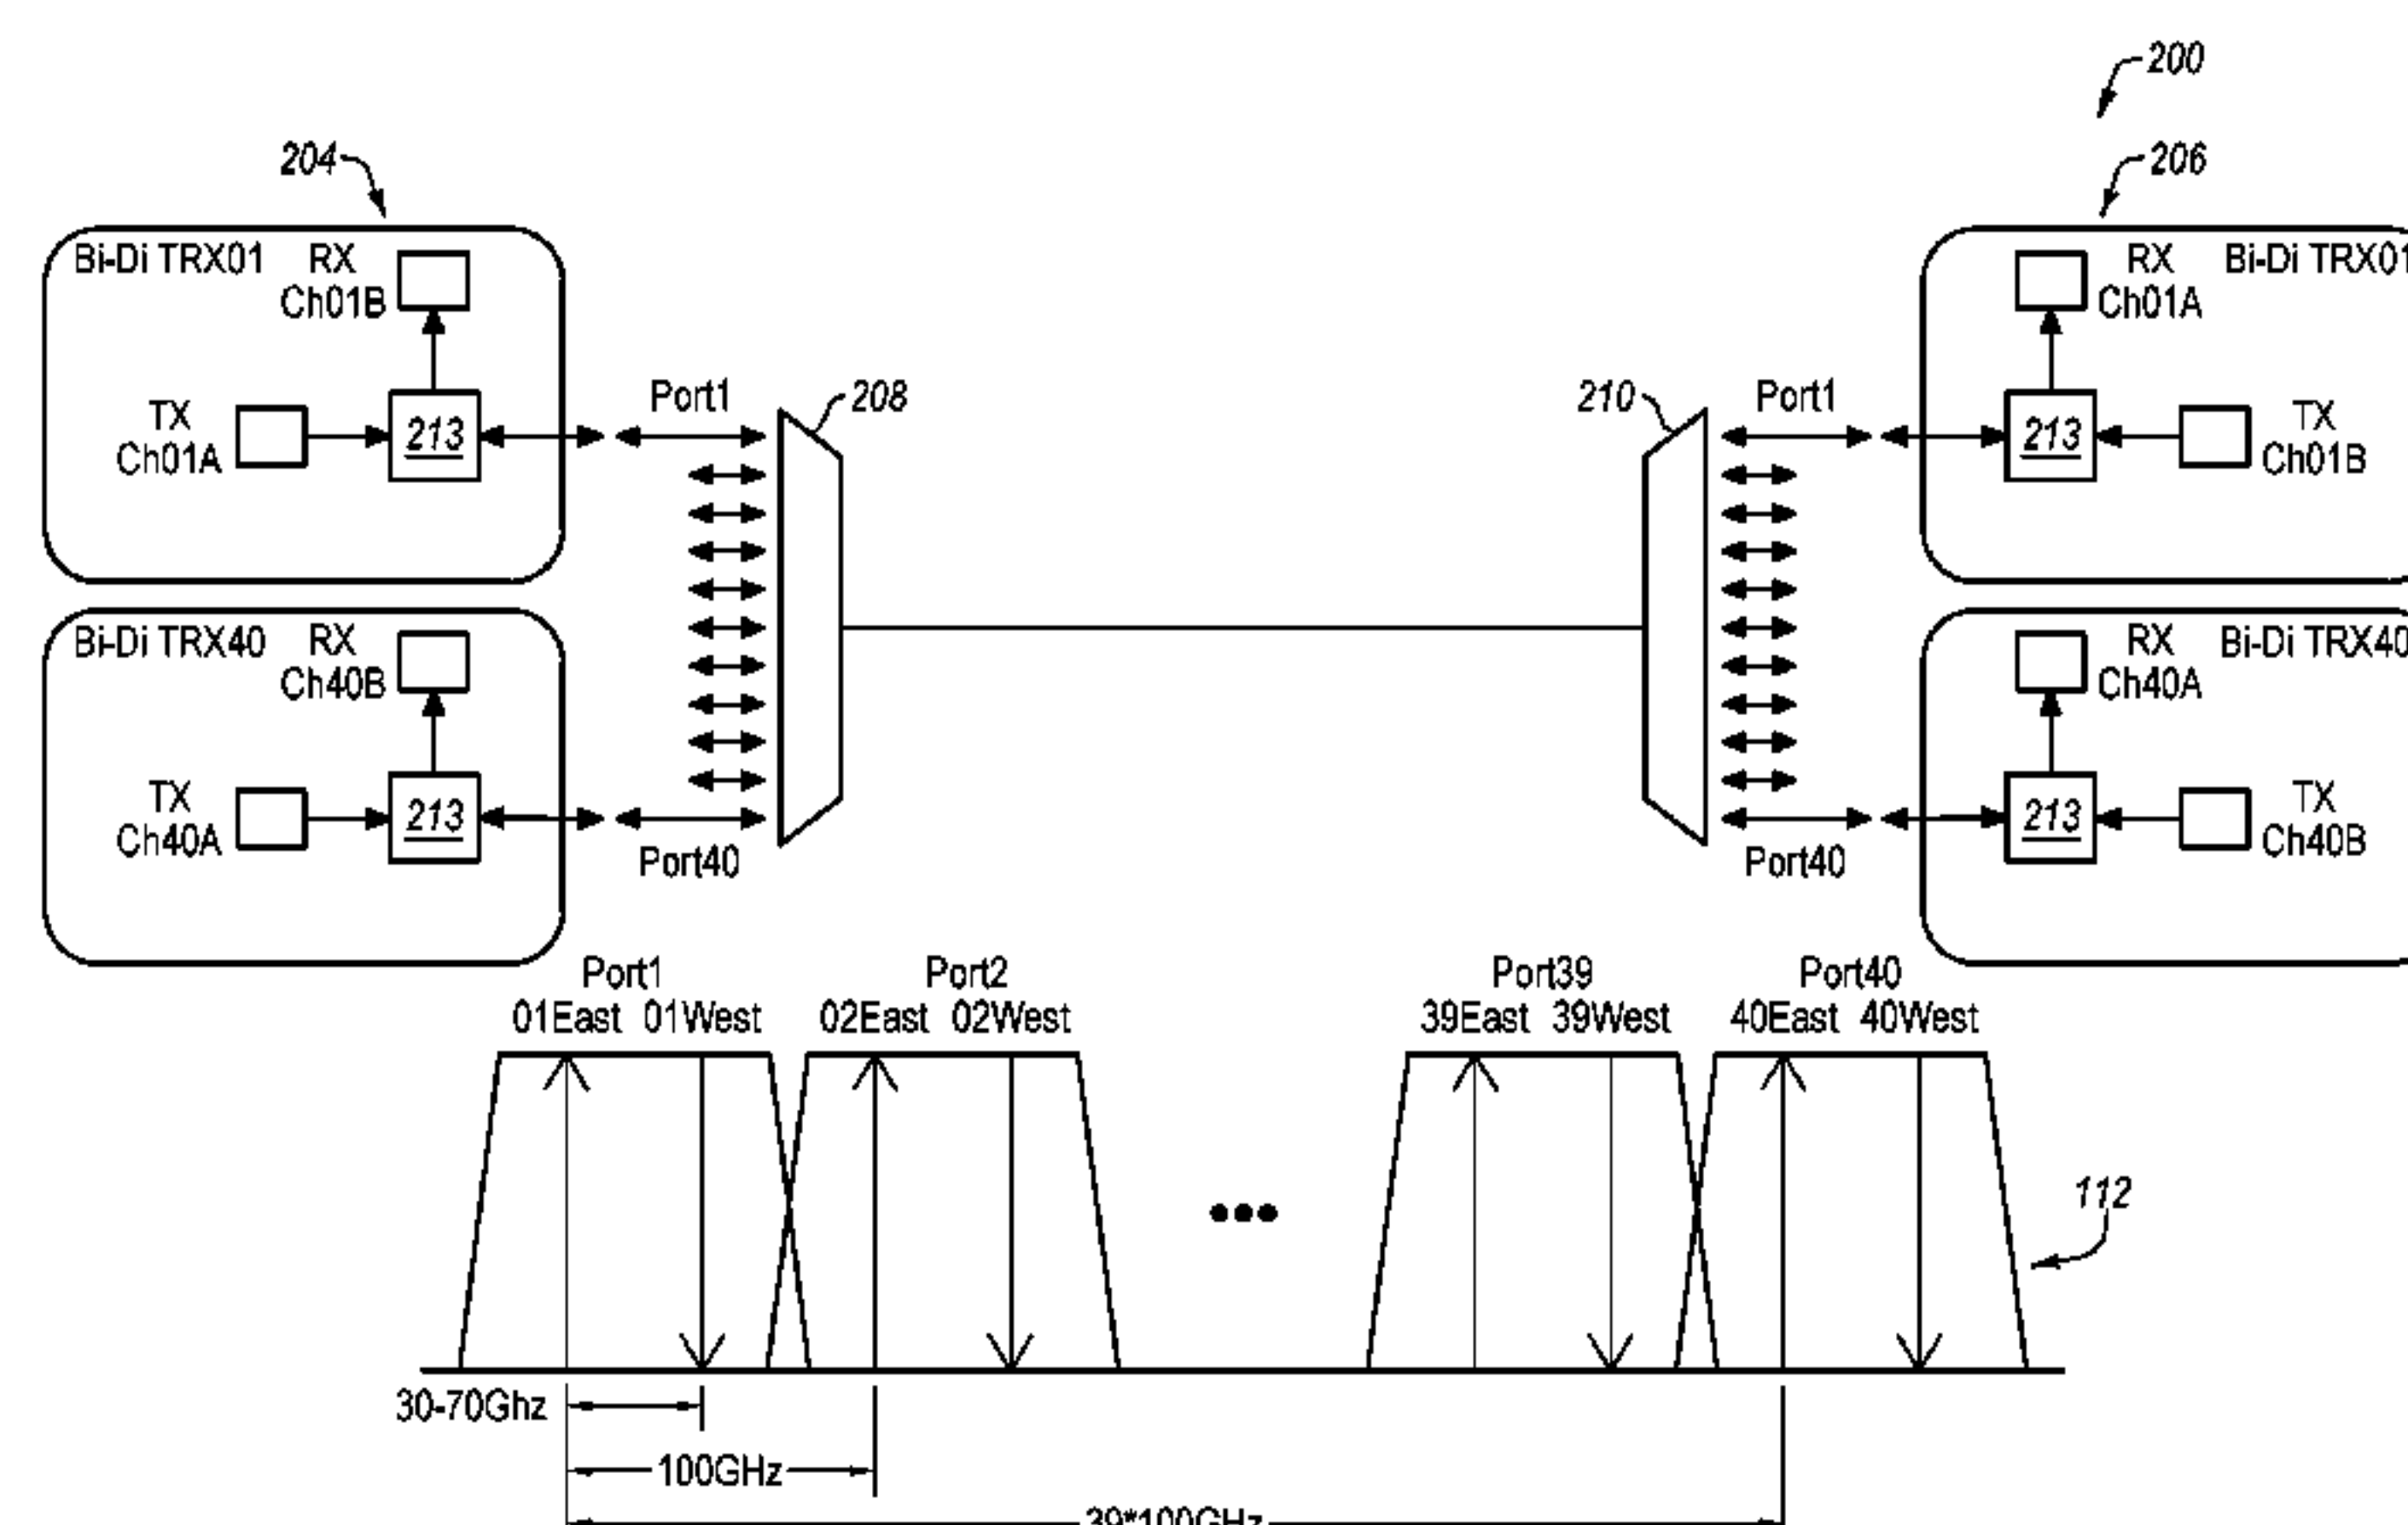 200
204
206
Bi-Di TRX01 RX
Ch01B
TX
Ch01A
213
Port1
208
210
Port1
RX Bi-Di TRX01
Ch01A
213
TX
Ch01B
Bi-Di TRX40 RX
Ch40B
TX
Ch40A
213
Port40
Port40
RX Bi-Di TRX40
Ch40A
213
TX
Ch40B
Port1
01East 01West
Port2
02East 02West
Port39
39East 39West
Port40
40East 40West
112
30-70Ghz
100GHz
39*100GHz